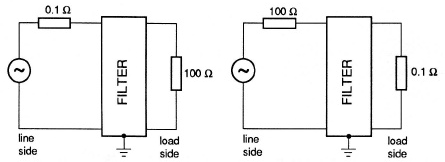 0.1 Ω
~
FILTER
100 Ω
line
side
load
side
100 Ω
~
FILTER
0.1 Ω
line
side
load
side